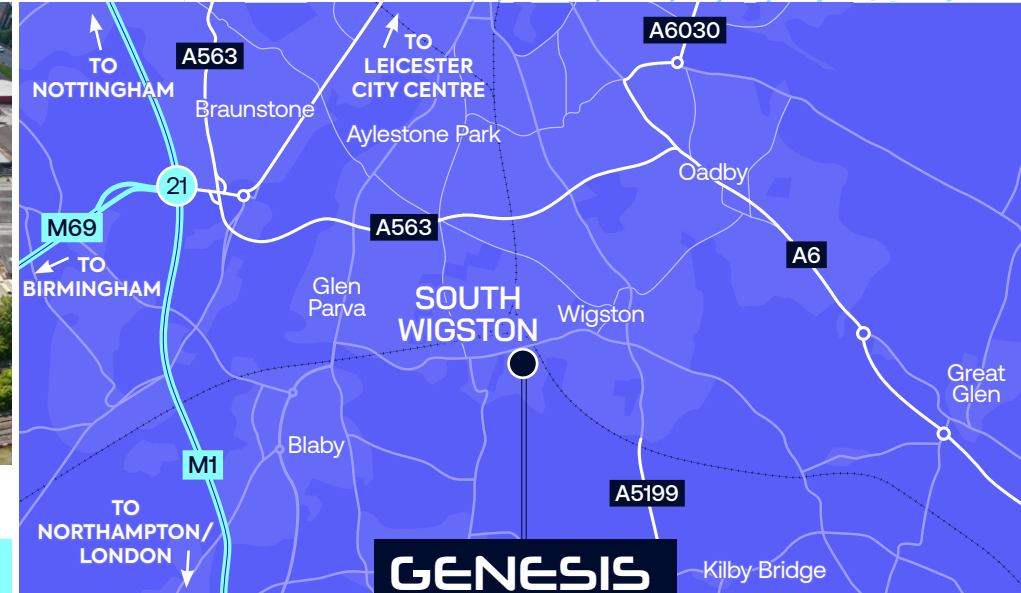 A6030
A563
TO
NOTTINGHAM
TO
LEICESTER
CITY CENTRE
Braunstone
Aylestone Park
Oadby
21
M69
A563
A6
TO
BIRMINGHAM
Glen
Parva
SOUTH
WIGSTON
Wigston
Great
Glen
Blaby
M1
A5199
TO
NORTHAMPTON/
LONDON
GENESIS
Kilby Bridge